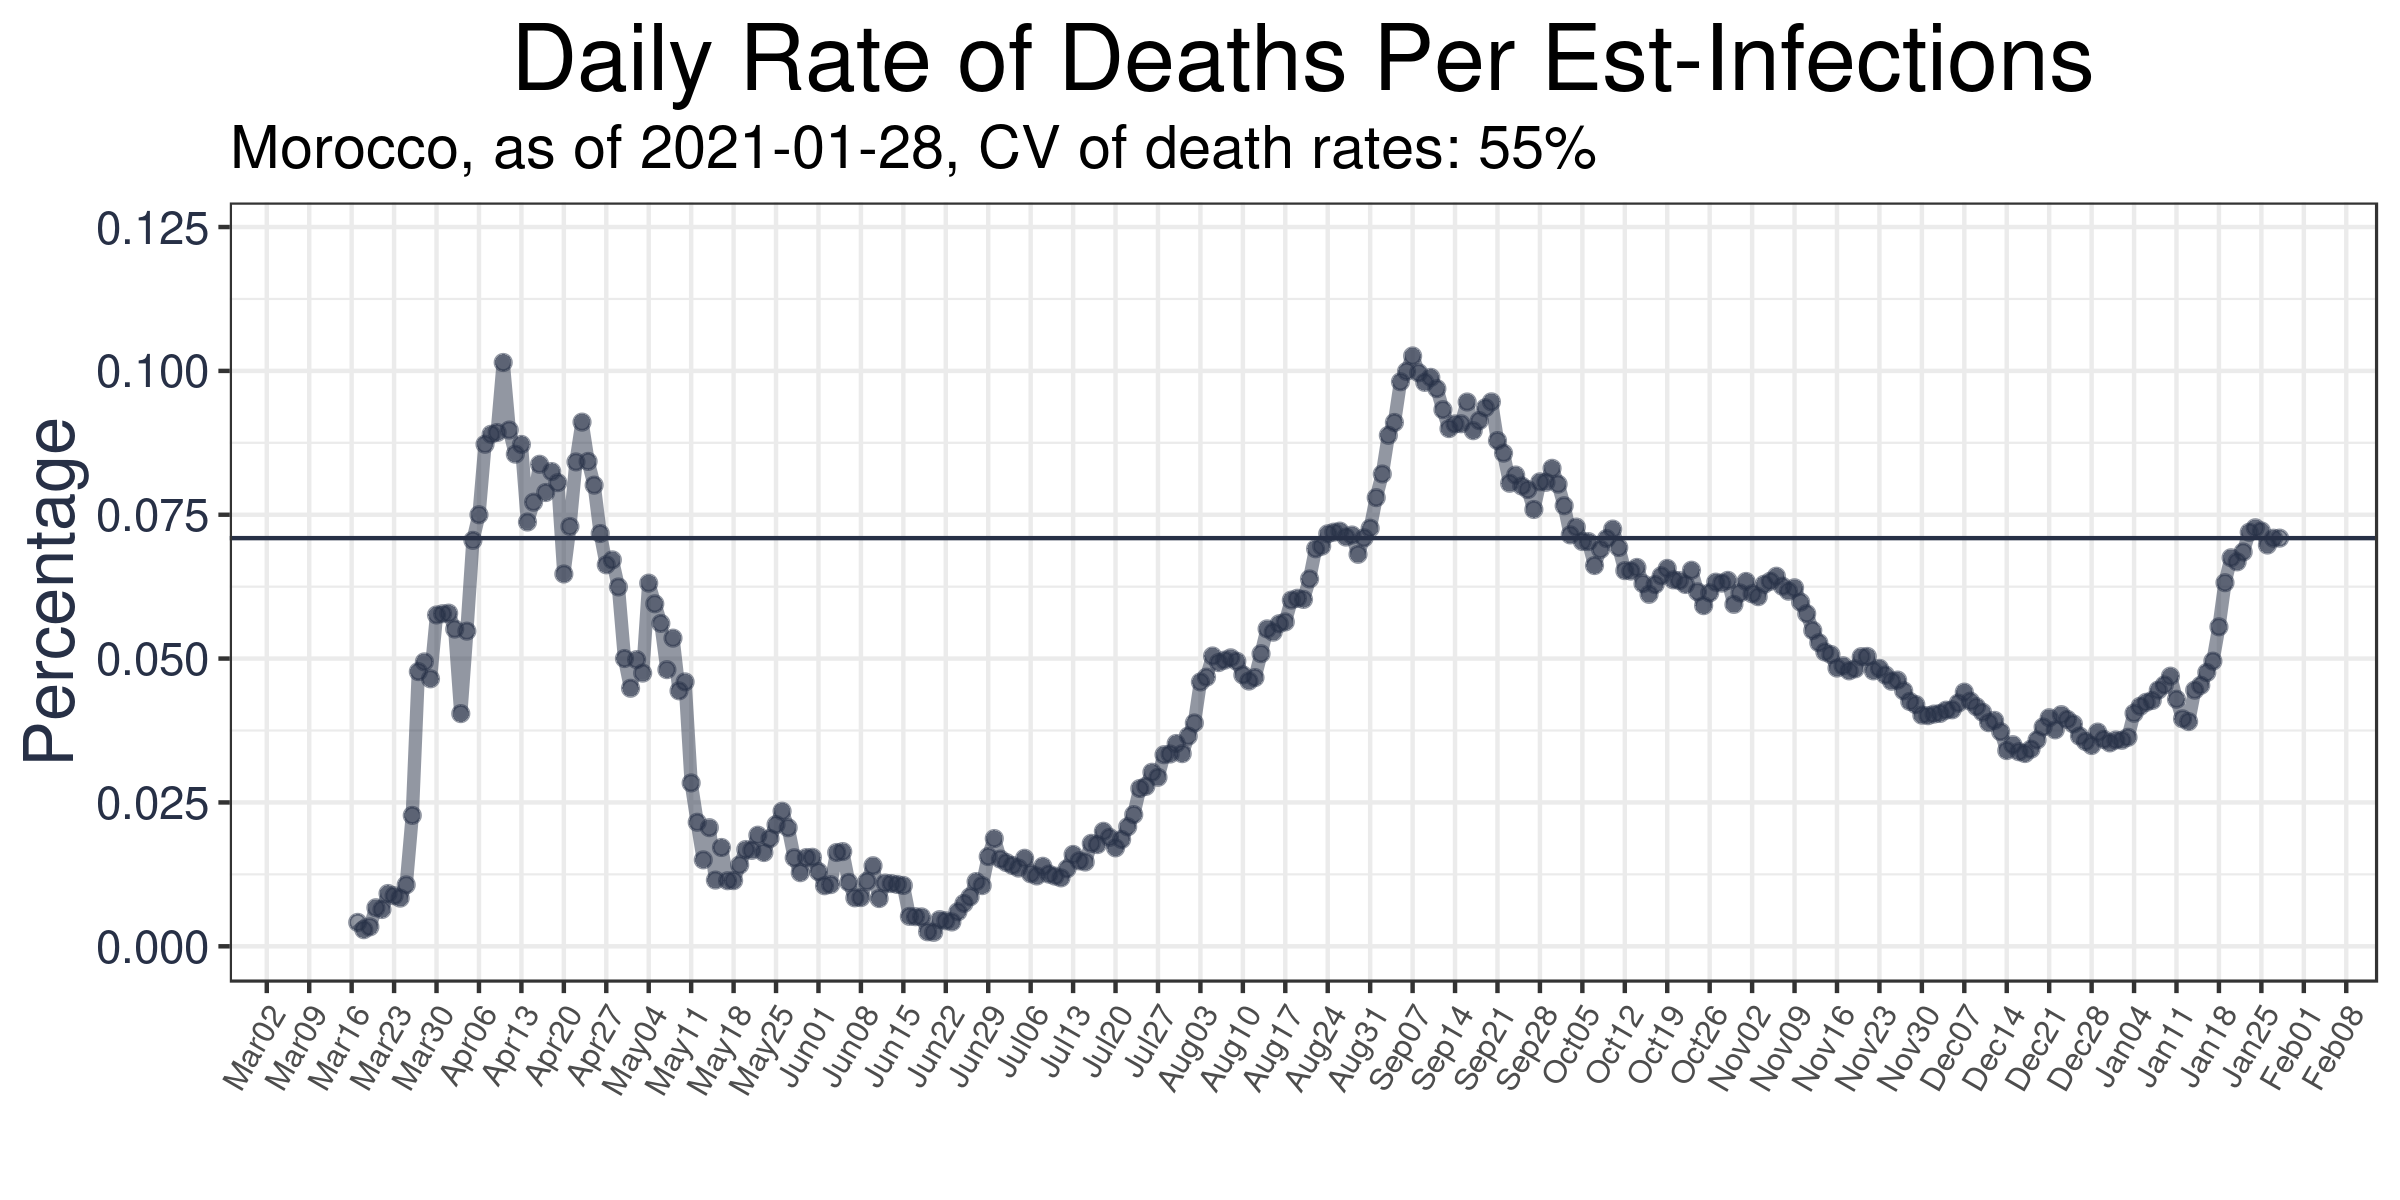 Daily Rate of Deaths Per Est-Infections
Morocco, as of 2021-01-28, CV of death rates: 55%
Percentage
0.125
0.100
0.075
0.050
0.025
0.000
Mar02
Mar09
Mar16
Mar23
Mar30
Apr06
Apr13
Apr20
Apr27
May04
May11
May18
May25
Jun01
Jun08
Jun15
Jun22
Jun29
Jul06
Jul13
Jul20
Jul27
Aug03
Aug10
Aug17
Aug24
Aug31
Sep07
Sep14
Sep21
Sep28
Oct05
Oct12
Oct19
Oct26
Nov02
Nov09
Nov16
Nov23
Nov30
Dec07
Dec14
Dec21
Dec28
Jan04
Jan11
Jan18
Jan25
Feb01
Feb08